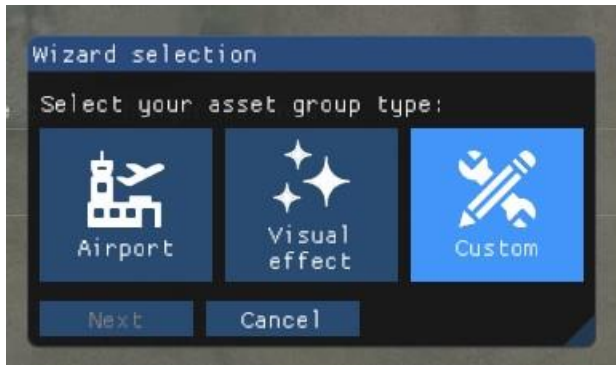 Wizard selection
Select your asset group type:
Airport
Visual
effect
Custom
Next
Cancel